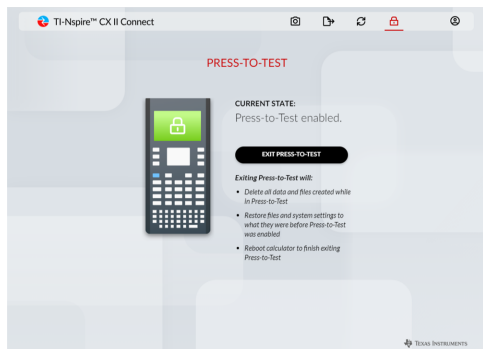 TI-Nspire™ CX II Connect
PRESS-TO-TEST
CURRENT STATE:
Press-to-Test enabled.
EXIT PRESS-TO-TEST
Exiting Press-to-Test will:
• Delete all data and files created while
in Press-to-Test
• Restore files and system settings to
what they were before Press-to-Test
was enabled
• Reboot calculator to finish exiting
Press-to-Test
TEXAS INSTRUMENTS